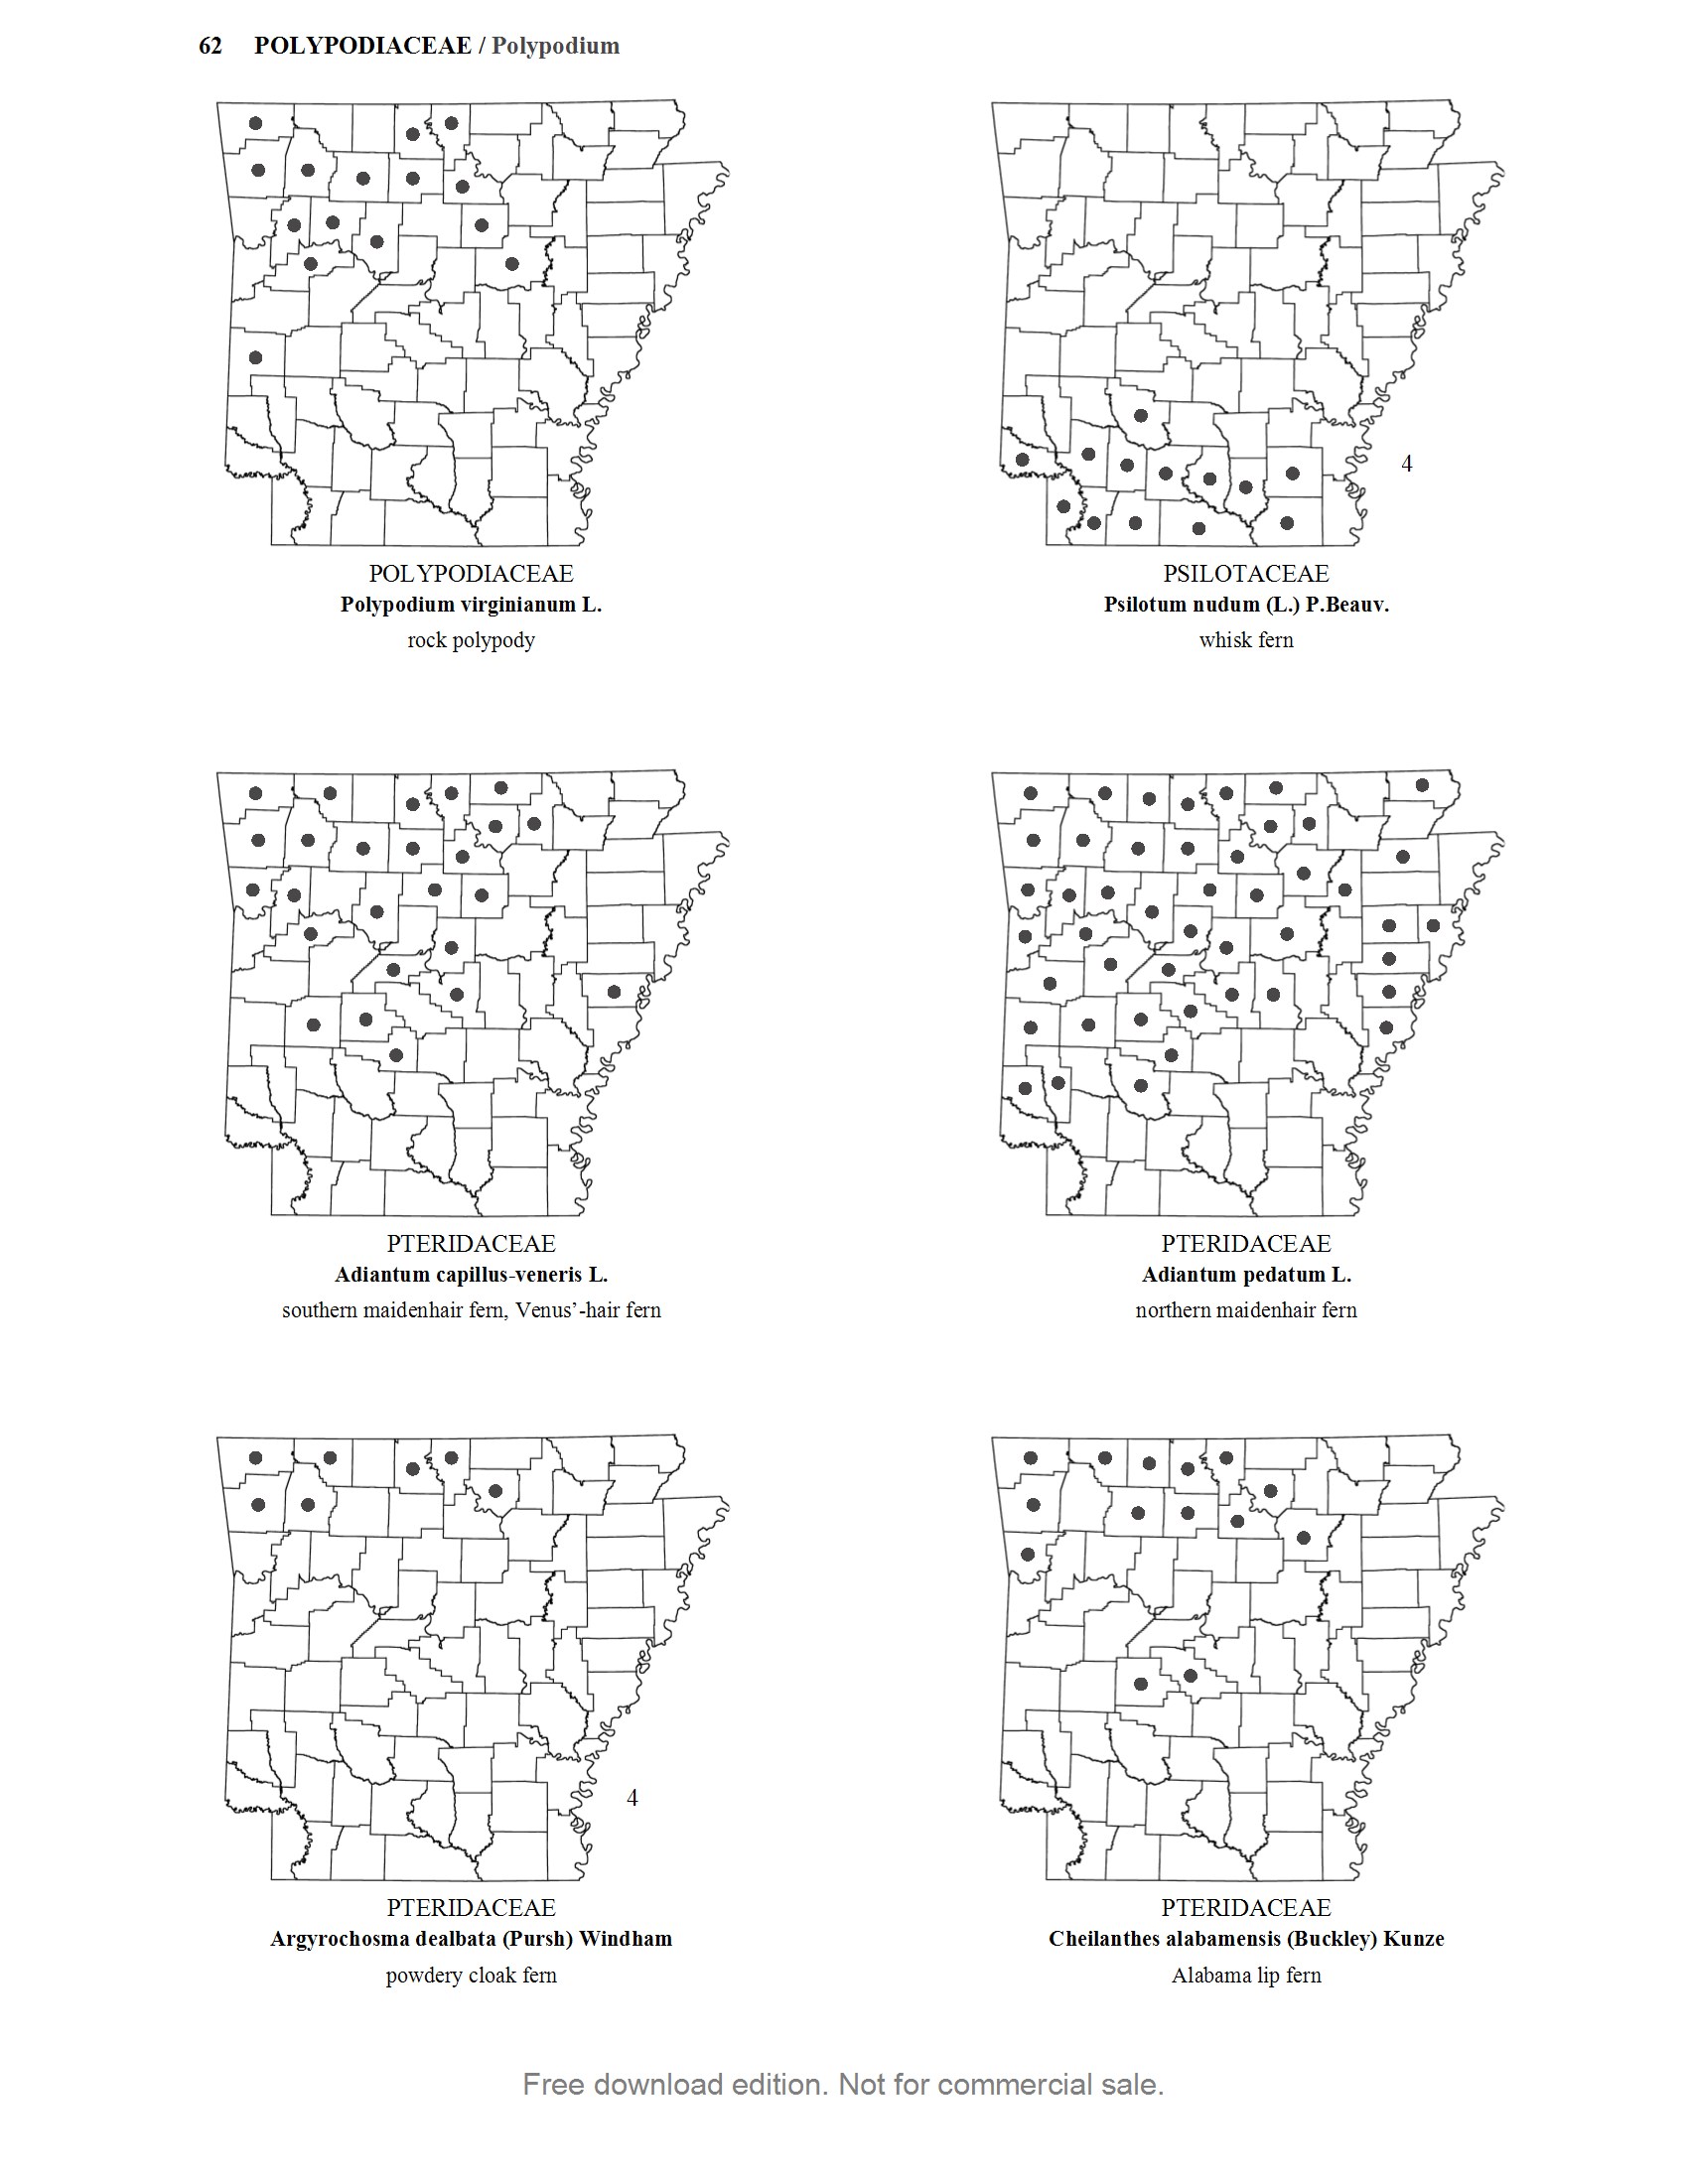 62 POLYPODIACEAE / Polypodium
POLYPODIACEAE
Polypodium virginianum L.
rock polypody
4
PSILOTACEAE
Psilotum nudum (L.) P.Beauv.
whisk fern
PTERIDACEAE
Adiantum capillus-veneris L.
southern maidenhair fern, Venus’-hair fern
PTERIDACEAE
Adiantum pedatum L.
northern maidenhair fern
4
PTERIDACEAE
Argyrochosma dealbata (Pursh) Windham
powdery cloak fern
PTERIDACEAE
Cheilanthes alabamensis (Buckley) Kunze
Alabama lip fern
Free download edition. Not for commercial sale.